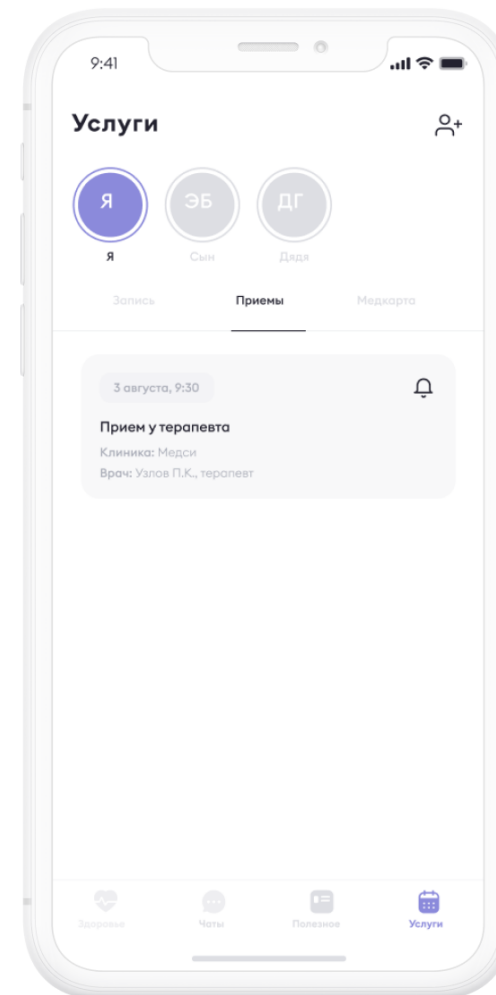 9:41
Услуги
Я ЭБ ДГ
Я Сын Дядя
Запись Приемы Медкарта
3 августа, 9:30
Прием у терапевта
Клиника: Медси
Врач: Узлов П.К., терапевт
Здоровье Чаты Полезное Услуги